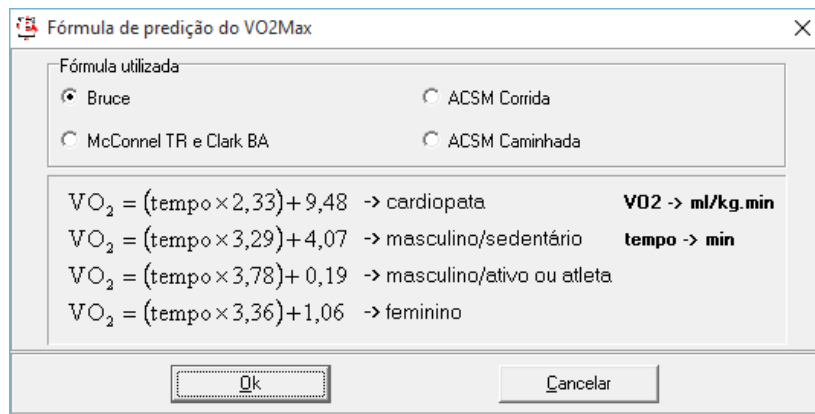 Fórmula de predição do VO2Max
Fórmula utilizada
Bruce
ACSM Corrida
McConnel TR e Clark BA
ACSM Caminhada
VO₂ = (tempo×2,33)+9,48 -> cardiopata VO2 -> ml/kg.min
VO₂ = (tempo×3,29)+4,07 -> masculino/sedentário tempo -> min
VO₂ = (tempo×3,78)+0,19 -> masculino/ativo ou atleta
VO₂ = (tempo×3,36)+1,06 -> feminino
Ok
Cancelar